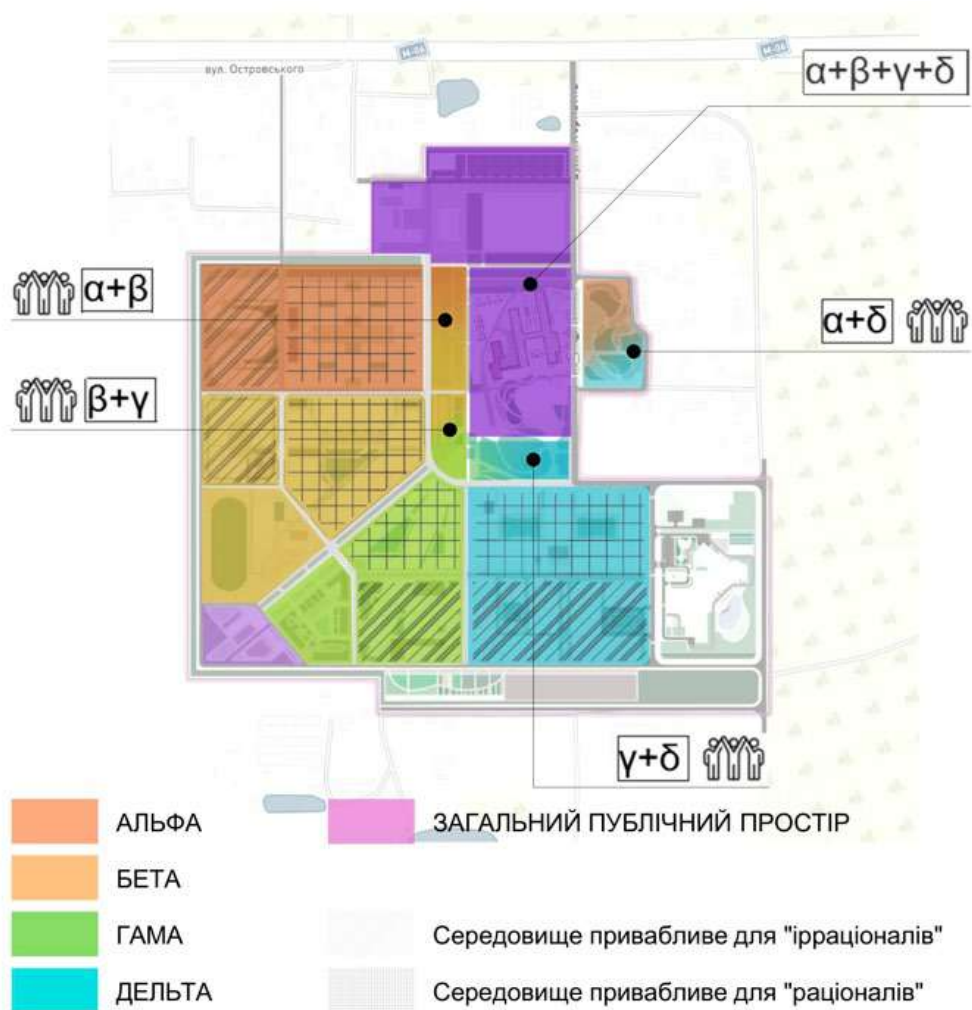 М-06
М-06
вул. Островського
α+β+γ+δ
α+β
α+δ
β+γ
γ+δ
АЛЬФА
ЗАГАЛЬНИЙ ПУБЛІЧНИЙ ПРОСТІР
БЕТА
ГАМА
Середовище привабливе для "ірраціоналів"
ДЕЛЬТА
Середовище привабливе для "раціоналів"